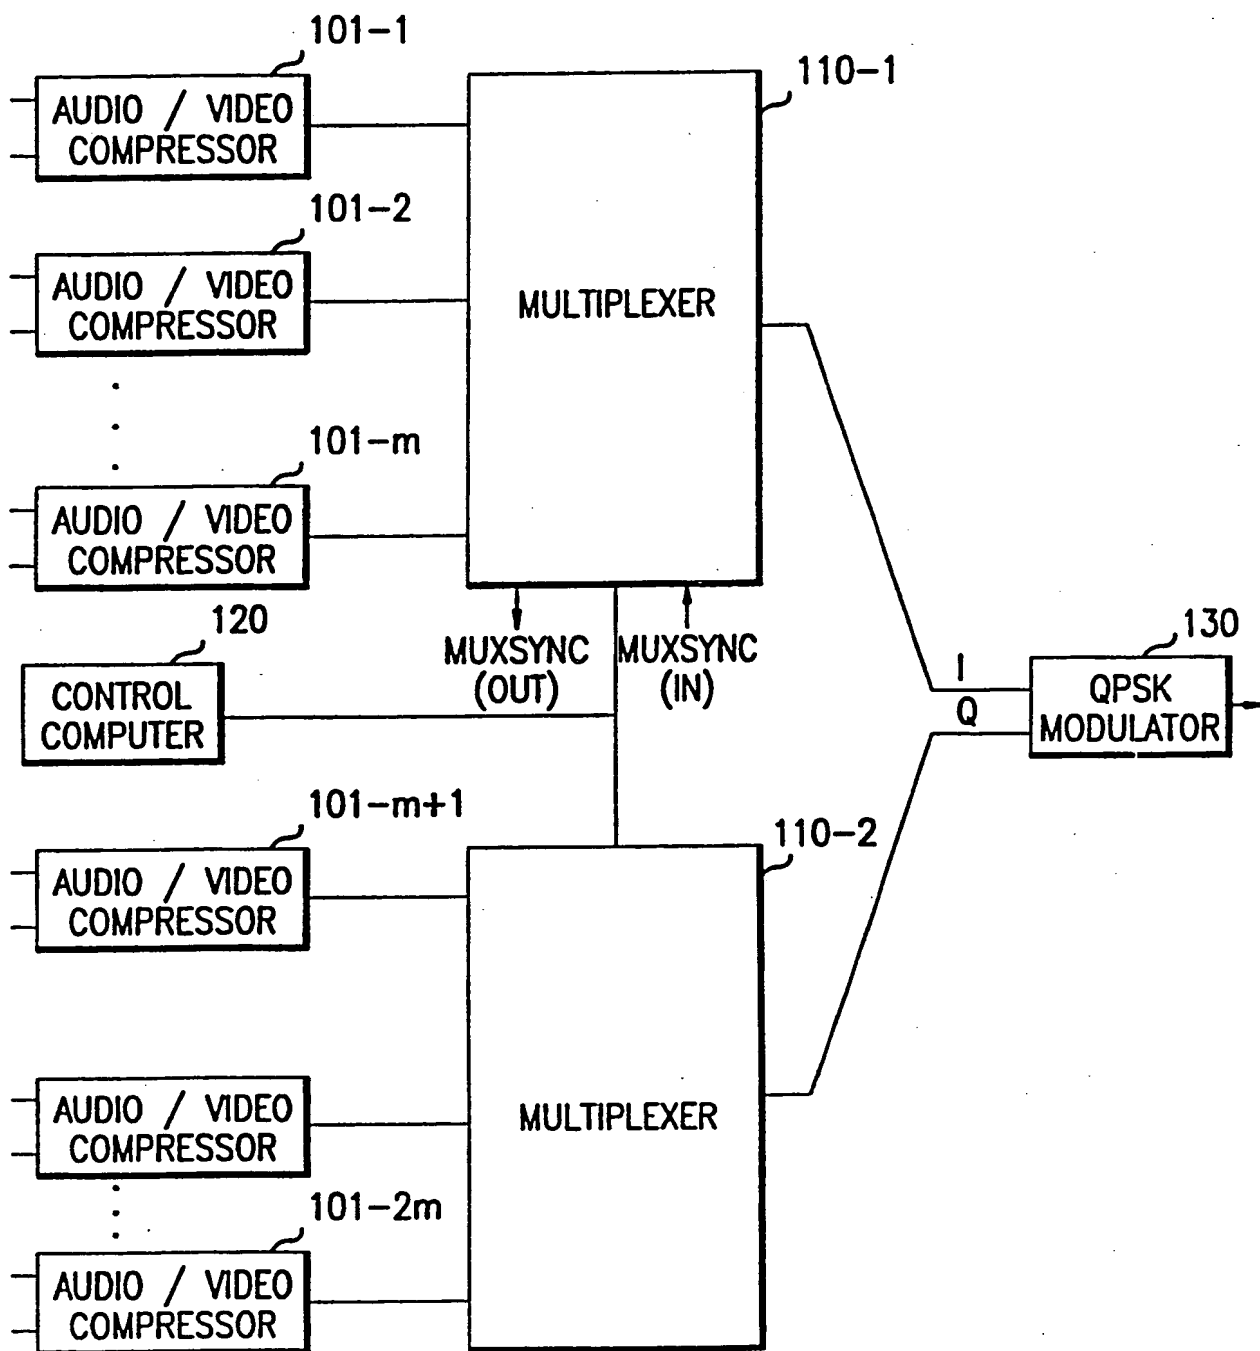 101-1
AUDIO / VIDEO
COMPRESSOR
110-1
MULTIPLEXER
101-2
AUDIO / VIDEO
COMPRESSOR
101-m
AUDIO / VIDEO
COMPRESSOR
MUXSYNC
(OUT)
MUXSYNC
(IN)
120
CONTROL
COMPUTER
I
Q
130
QPSK
MODULATOR
101-m+1
AUDIO / VIDEO
COMPRESSOR
110-2
MULTIPLEXER
AUDIO / VIDEO
COMPRESSOR
101-2m
AUDIO / VIDEO
COMPRESSOR